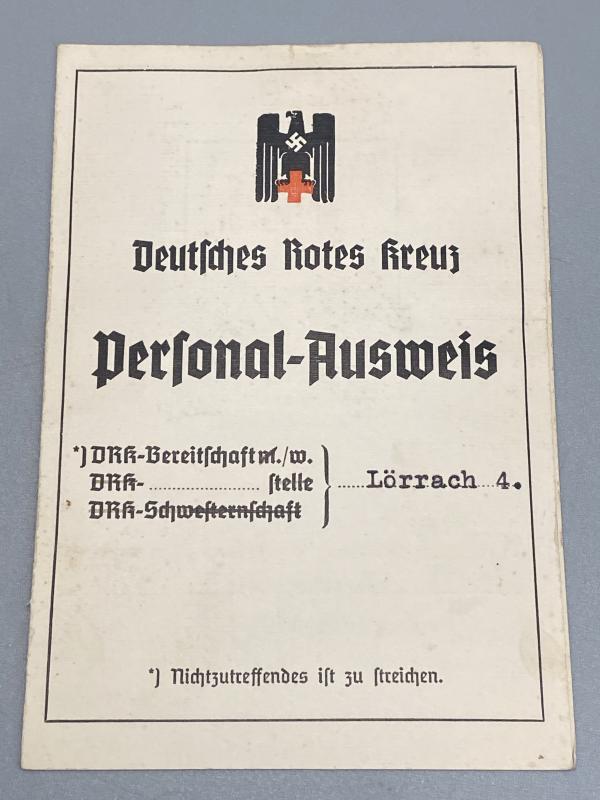 Deutſches Rotes Kreuz
Perſonal-Ausweis
*) DRK-Bereitſchaft m./w.
DRK- ........................ ſtelle
DRK-Schweſternſchaft
Lörrach 4.
*) Nichtzutreffendes iſt zu ſtreichen.